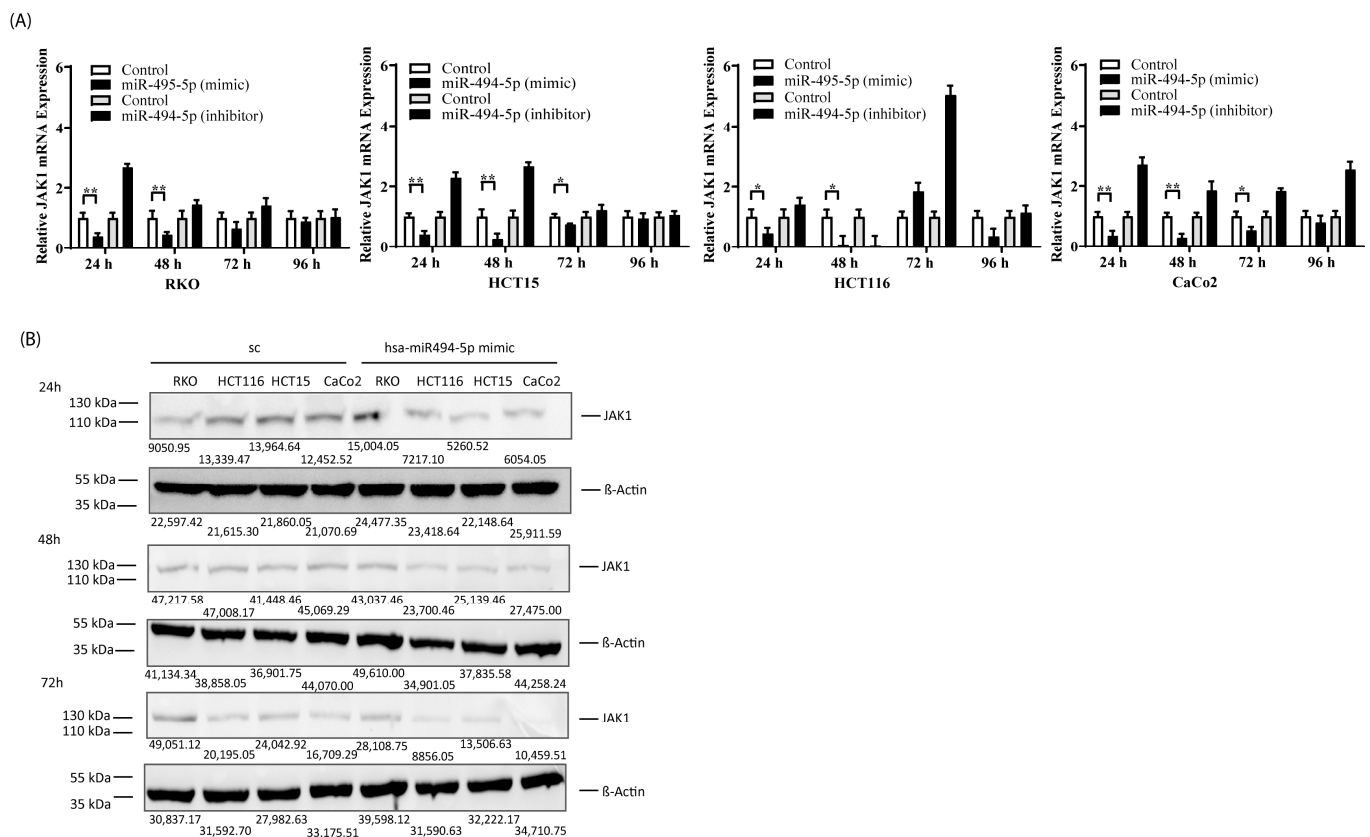 (A)
Relative JAK1 mRNA Expression
6
4
2
0
Control
miR-495-5p (mimic)
Control
miR-494-5p (inhibitor)
** **
24 h 48 h 72 h 96 h
RKO
Relative JAK1 mRNA Expression
6
4
2
0
Control
miR-494-5p (mimic)
Control
miR-494-5p (inhibitor)
** ** *
24 h 48 h 72 h 96 h
HCT15
Relative JAK1 mRNA Expression
6
4
2
0
Control
miR-495-5p (mimic)
Control
miR-494-5p (inhibitor)
* *
24 h 48 h 72 h 96 h
HCT116
Relative JAK1 mRNA Expression
6
4
2
0
Control
miR-494-5p (mimic)
Control
miR-494-5p (inhibitor)
** ** *
24 h 48 h 72 h 96 h
CaCo2
(B)
sc hsa-miR494-5p mimic
RKO HCT116 HCT15 CaCo2 RKO HCT116 HCT15 CaCo2
24h
130 kDa
110 kDa
JAK1
9050.95 13,964.64 15,004.05 5260.52
13,339.47 12,452.52 7217.10 6054.05
55 kDa
35 kDa
ß-Actin
22,597.42 21,860.05 24,477.35 22,148.64
21,615.30 21,070.69 23,418.64 25,911.59
48h
130 kDa
110 kDa
JAK1
47,217.58 41,448.46 43,037.46 25,139.46
47,008.17 45,069.29 23,700.46 27,475.00
55 kDa
35 kDa
ß-Actin
41,134.34 36,901.75 49,610.00 37,835.58
38,858.05 44,070.00 34,901.05 44,258.24
72h
130 kDa
110 kDa
JAK1
49,051.12 24,042.92 28,108.75 13,506.63
20,195.05 16,709.29 8856.05 10,459.51
55 kDa
35 kDa
ß-Actin
30,837.17 27,982.63 39,598.12 32,222.17
31,592.70 33.175.51 31,590.63 34,710.75